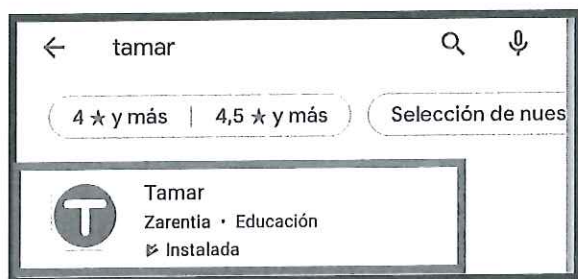 ← tamar
4 ★ y más | 4,5 ★ y más Selección de nues
T
Tamar
Zarentia • Educación
Instalada